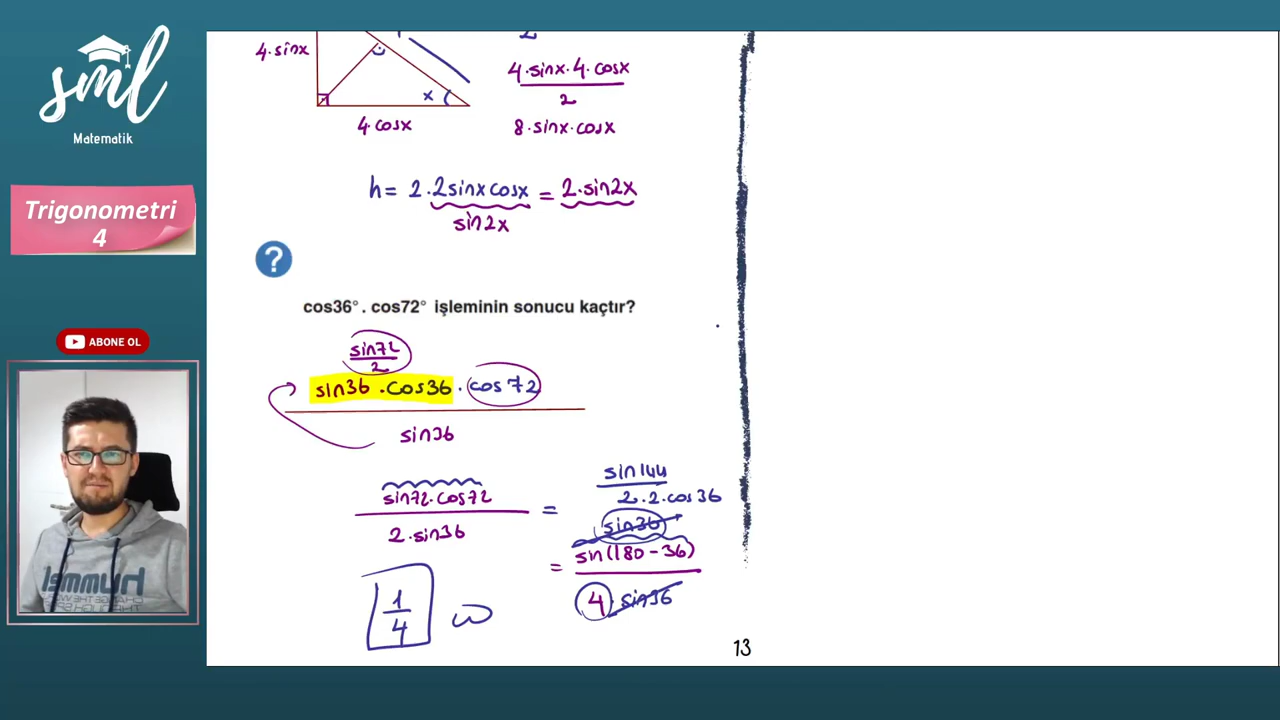 sml
Matematik
Trigonometri
4
ABONE OL
4.sinx
x
4.cosx
2
4.sinx.4.cosx
2
8.sinx.cosx
h= 2.2sinxcosx = 2.sin2x
sin2x
?
cos36°. cos72° işleminin sonucu kaçtır?
sin72
2
sin36 .cos36 . cos72
sin36
sin72.cos72
2.sin36
=
sin144
2.2.cos36
sin36
= sin(180-36)
4.sin36
1
4
13
hummel